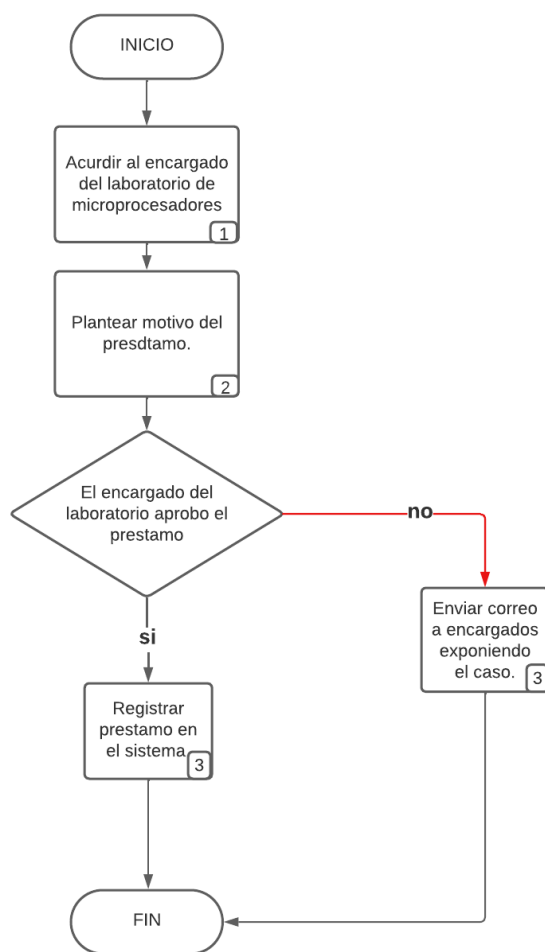 INICIO
Acurdir al encargado
del laboratorio de
microprocesadores
1
Plantear motivo del
presdtamo.
2
El encargado del
laboratorio aprobo el
prestamo
no
si
Enviar correo
a encargados
exponiendo
el caso.
3
Registrar
prestamo en
el sistema
3
FIN